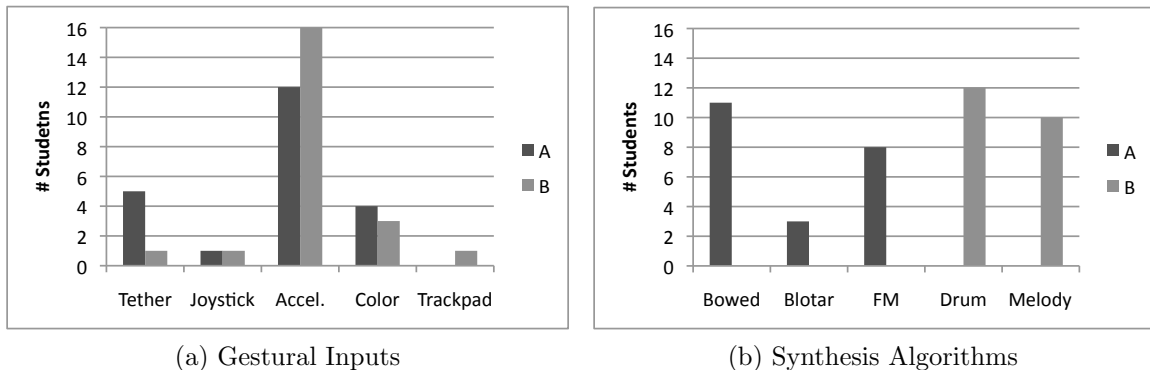 16
14
12
10
8
6
4
2
0
# Studetns
Tether Joystick Accel. Color Trackpad
A
B
(a) Gestural Inputs
16
14
12
10
8
6
4
2
0
# Students
Bowed Blotar FM Drum Melody
A
B
(b) Synthesis Algorithms